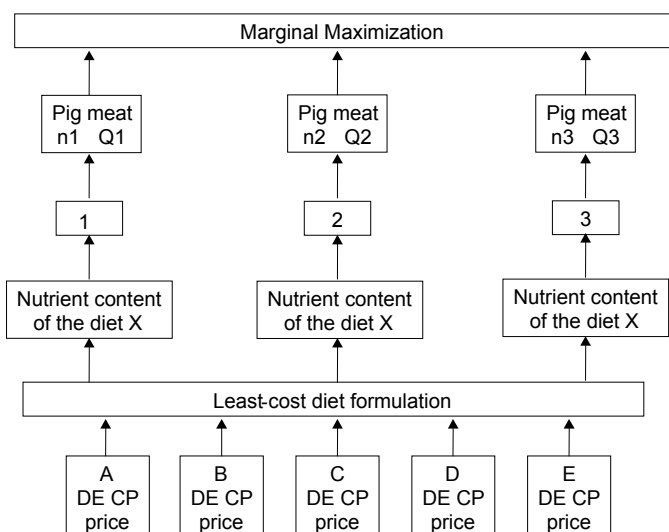 Marginal Maximization
Pig meat
n1 Q1
Pig meat
n2 Q2
Pig meat
n3 Q3
1
2
3
Nutrient content
of the diet X
Nutrient content
of the diet X
Nutrient content
of the diet X
Least-cost diet formulation
A
DE CP
price
B
DE CP
price
C
DE CP
price
D
DE CP
price
E
DE CP
price